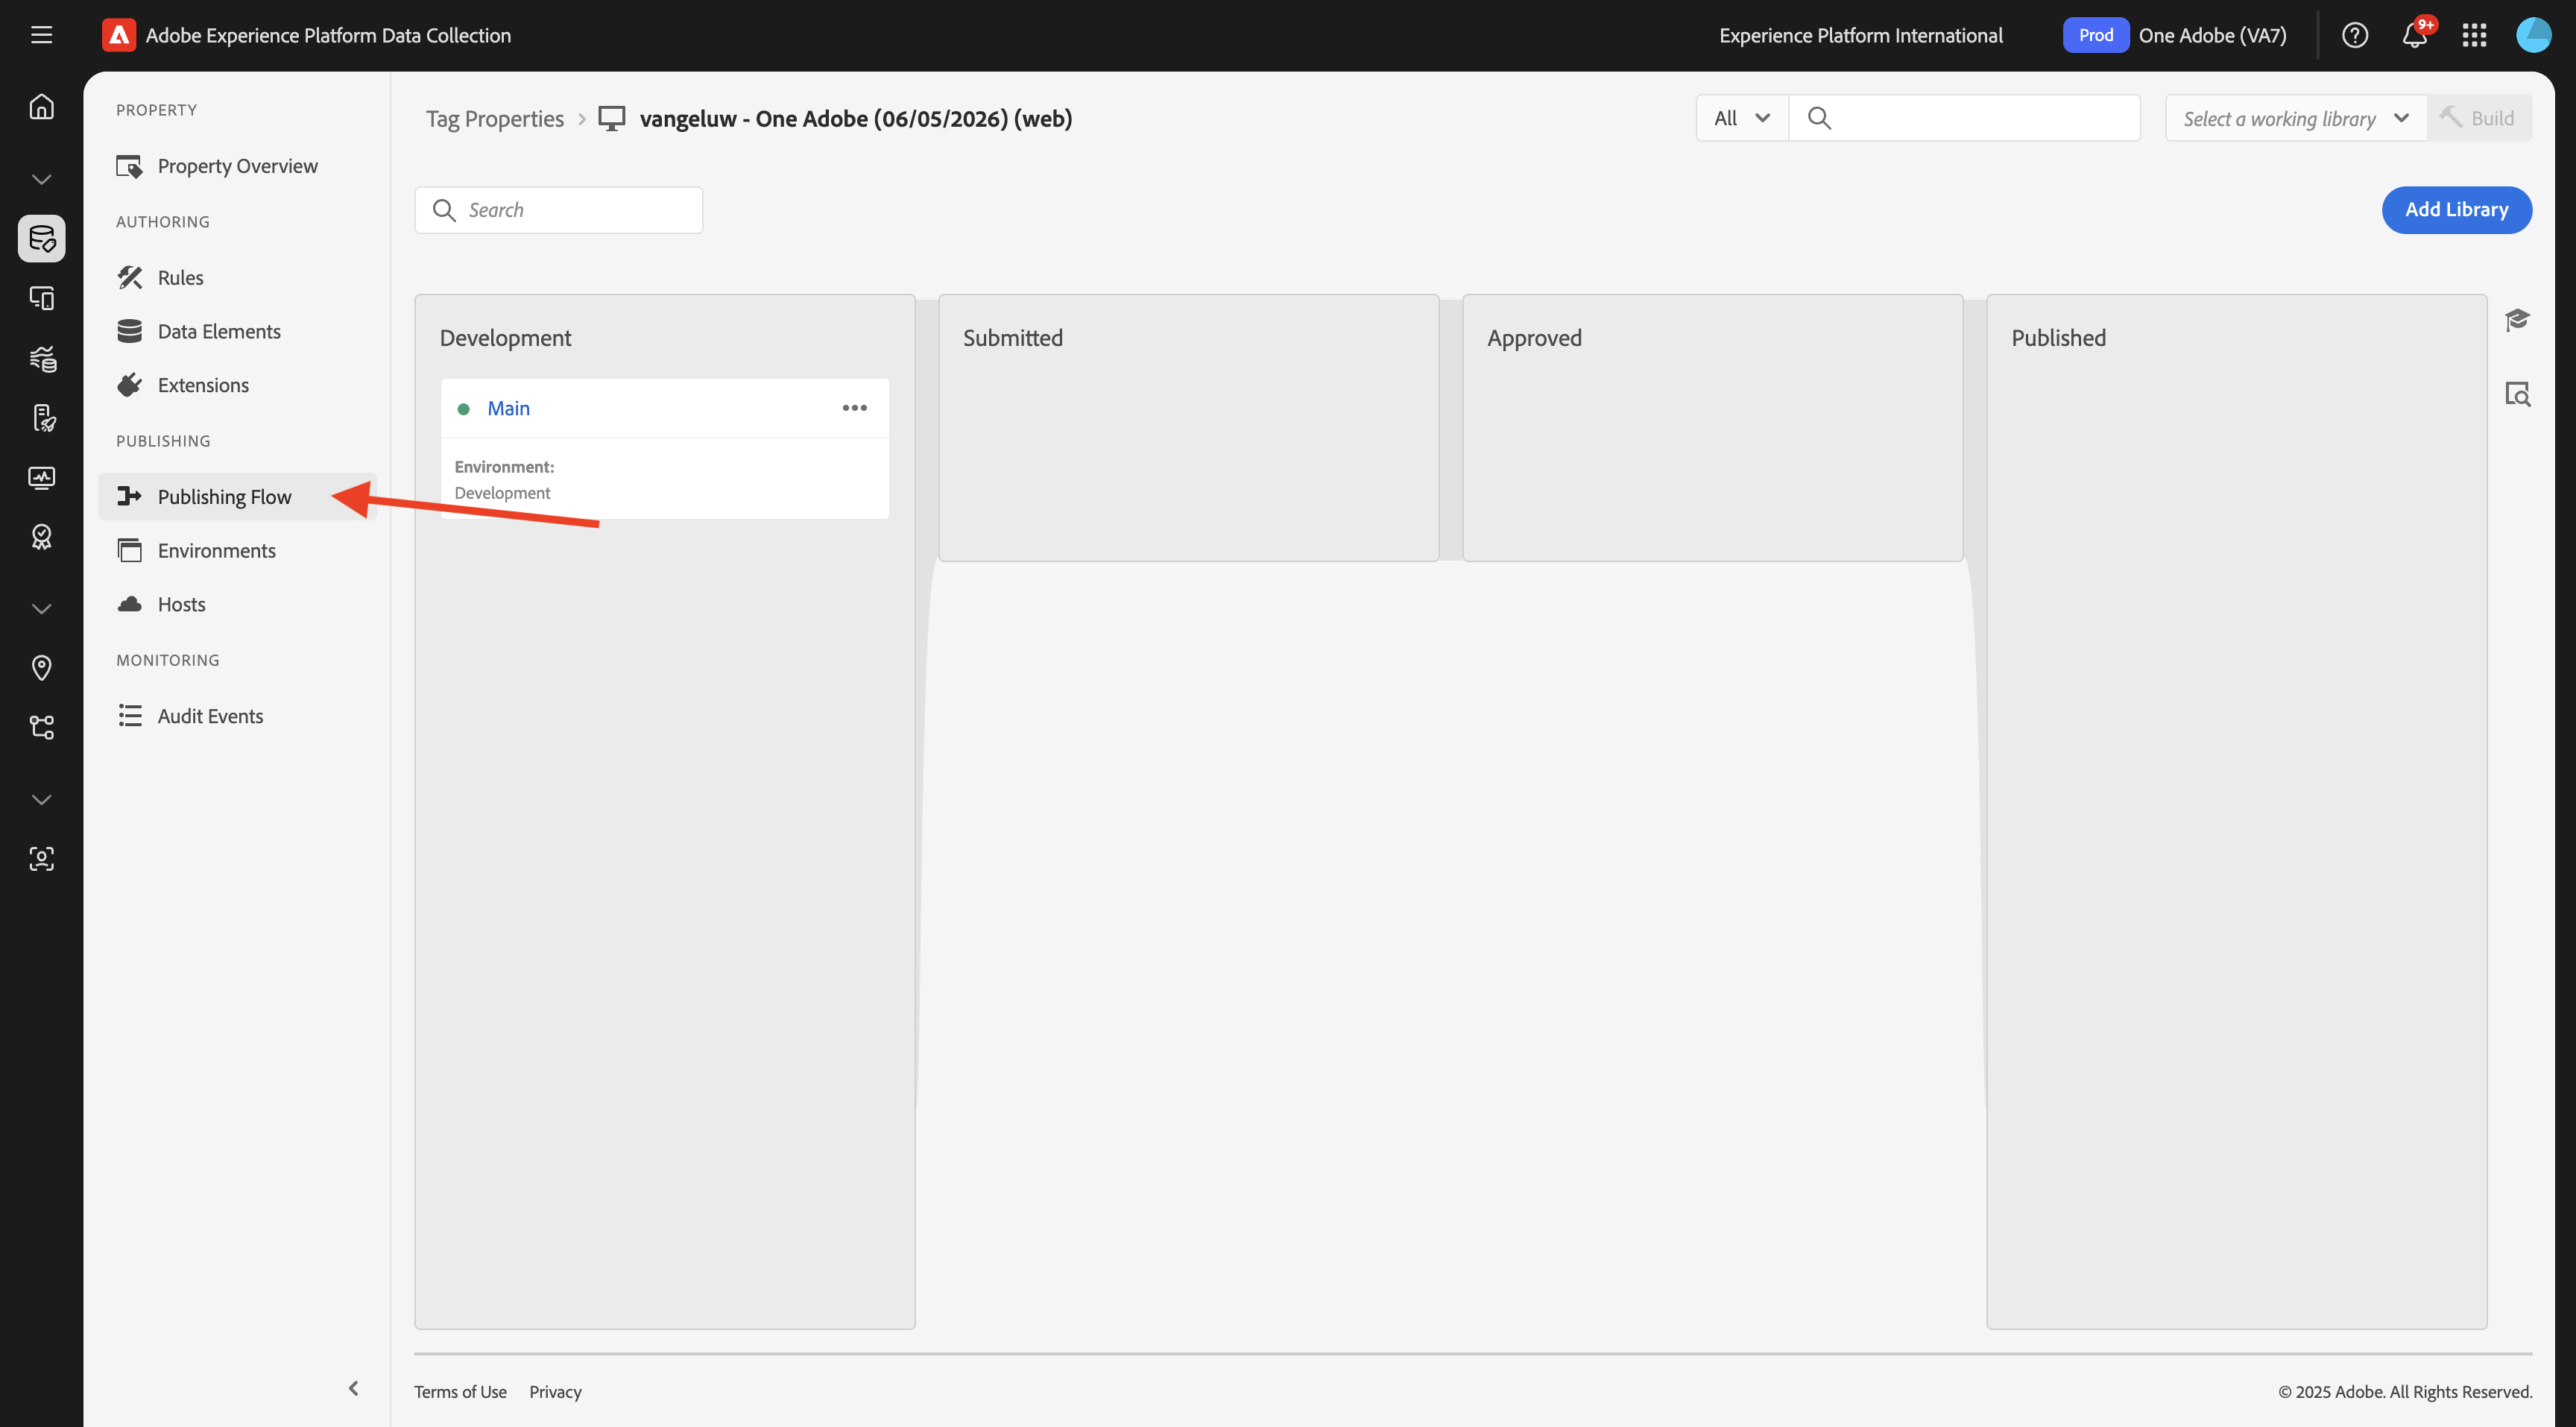 Adobe Experience Platform Data Collection
Experience Platform International
Prod
One Adobe (VA7)
9+
PROPERTY
Property Overview
AUTHORING
Rules
Data Elements
Extensions
PUBLISHING
Publishing Flow
Environments
Hosts
MONITORING
Audit Events
Tag Properties > vangeluw - One Adobe (06/05/2026) (web)
All
Select a working library
Build
Search
Add Library
Development
Main
Environment:
Development
Submitted
Approved
Published
Terms of Use
Privacy
© 2025 Adobe. All Rights Reserved.